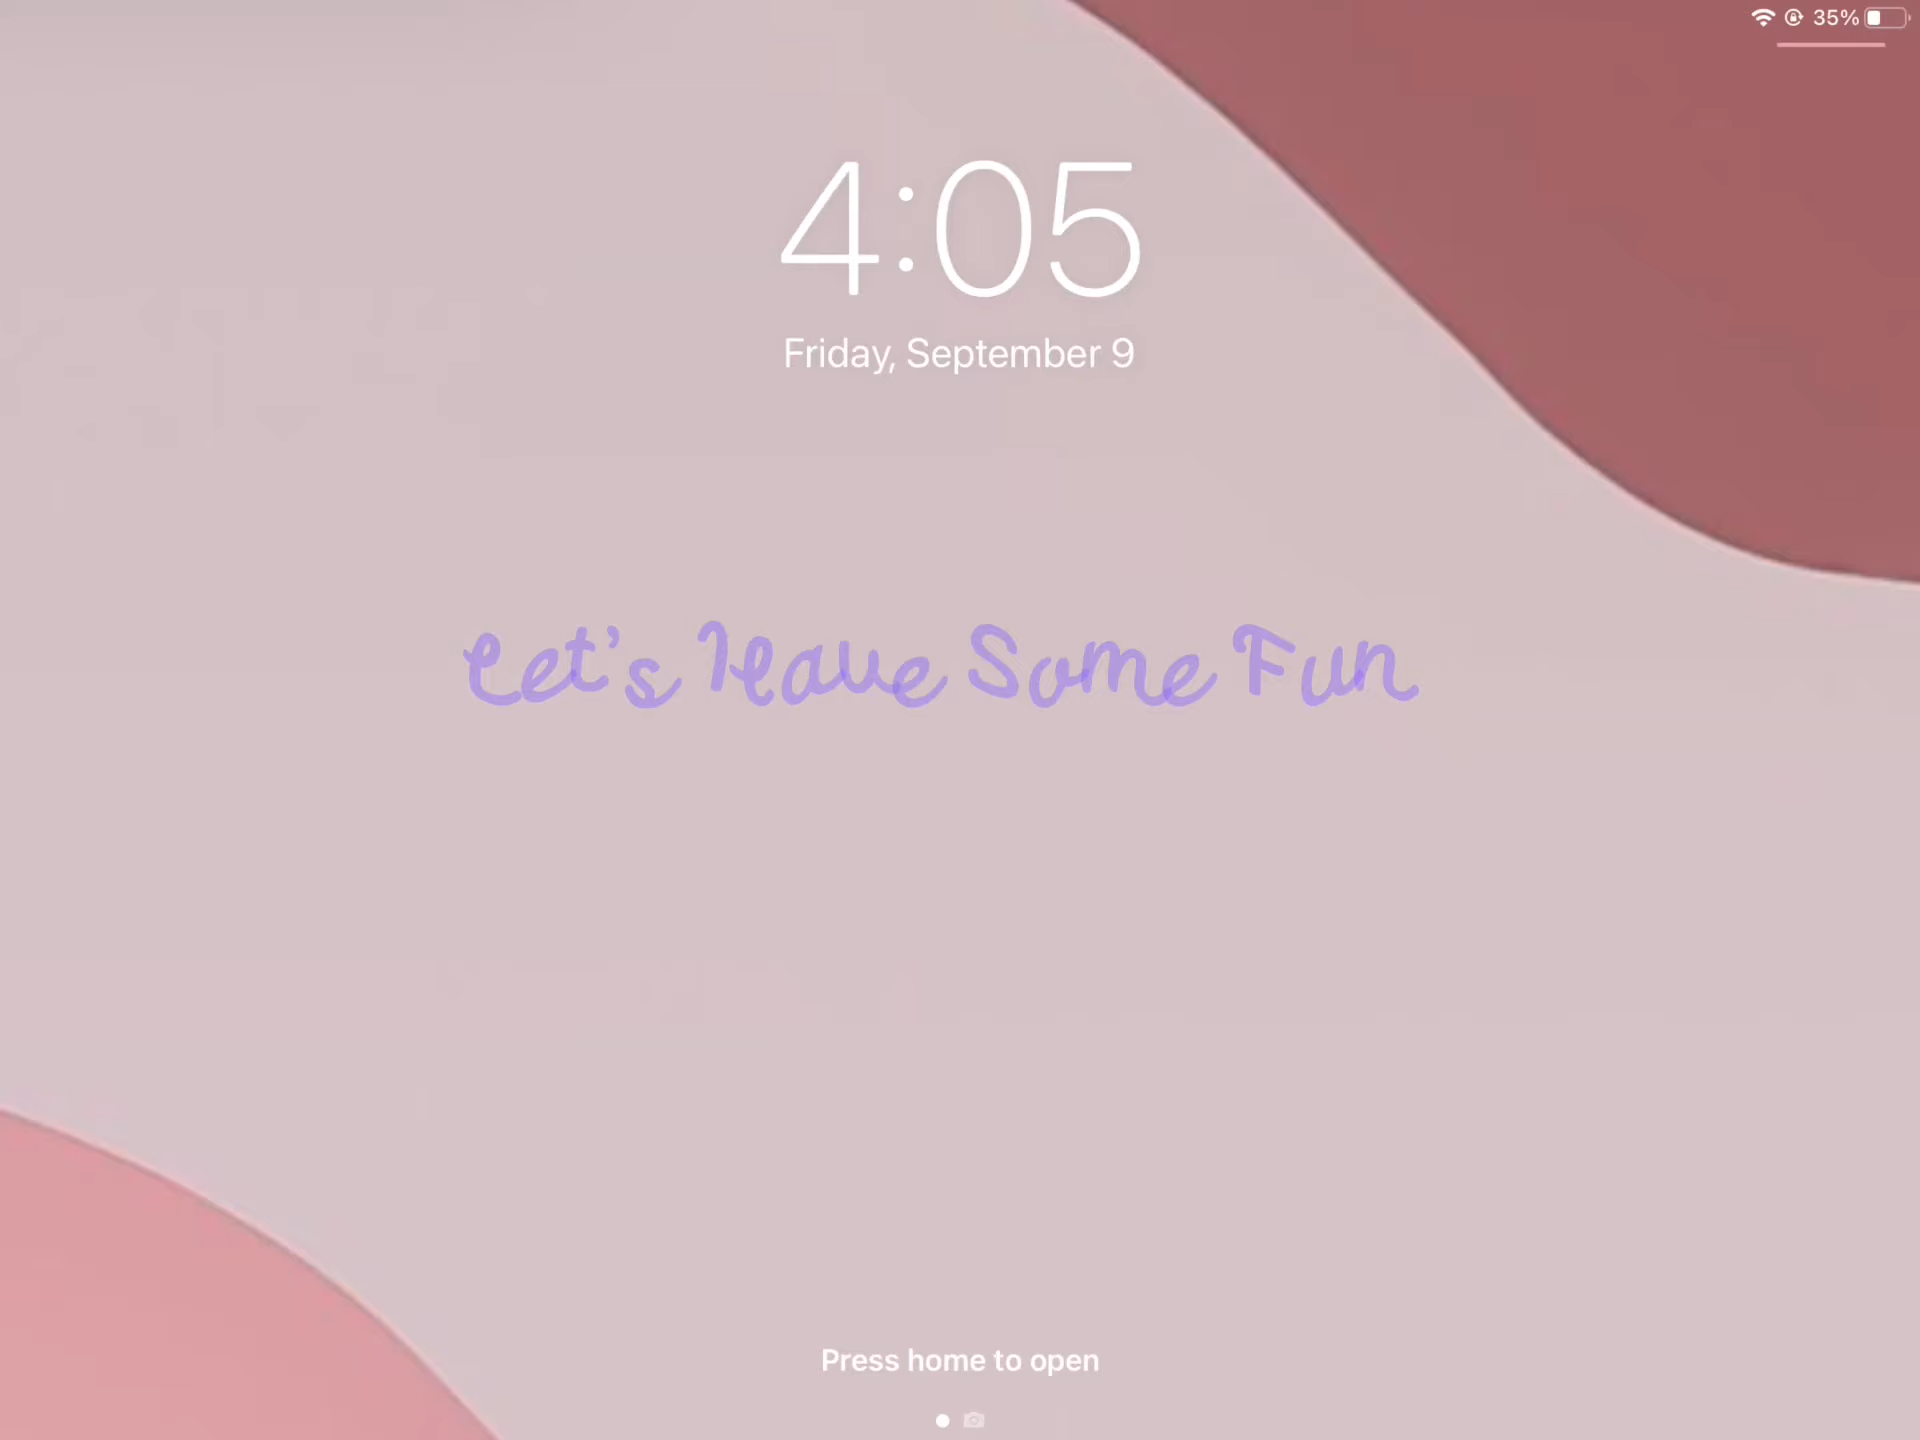 35%
4:05
Friday, September 9
Let's Have Some Fun
Press home to open